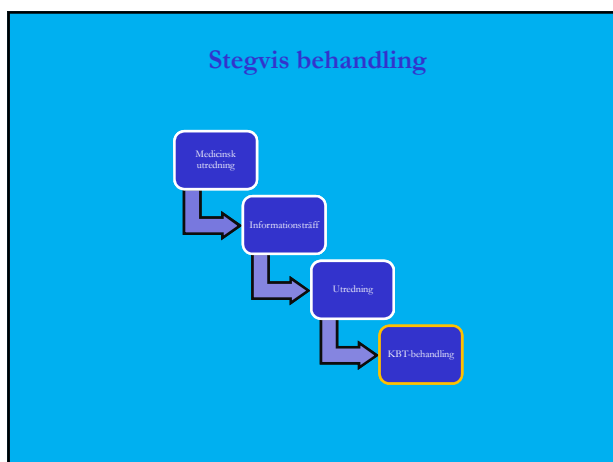 Stegvis behandling
Medicinsk
utredning
Informationsträff
Utredning
KBT-behandling